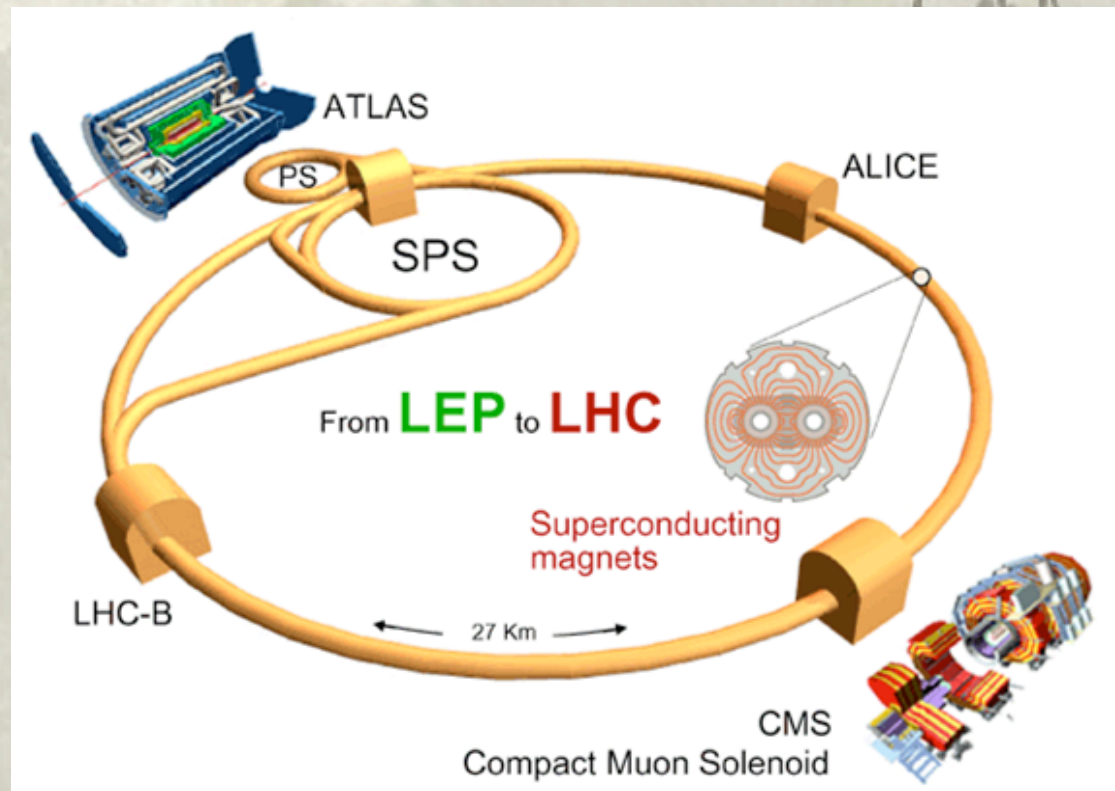 ATLAS
PS
ALICE
SPS
From LEP to LHC
Superconducting
magnets
LHC-B
27 Km
CMS
Compact Muon Solenoid